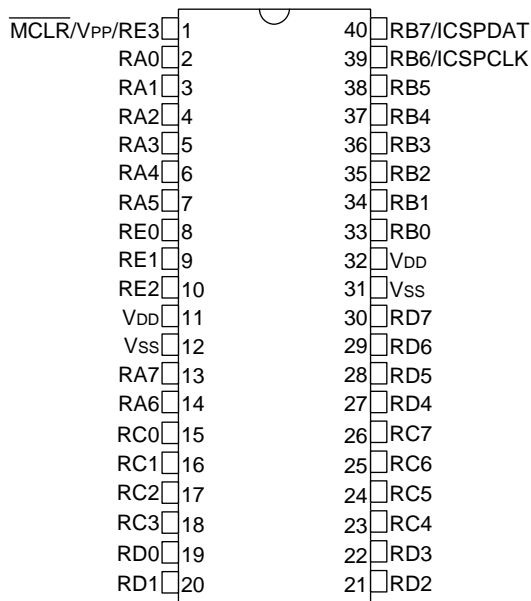 MCLR/VPP/RE3 1 40 RB7/ICSPDAT
RA0 2 39 RB6/ICSPCLK
RA1 3 38 RB5
RA2 4 37 RB4
RA3 5 36 RB3
RA4 6 35 RB2
RA5 7 34 RB1
RE0 8 33 RB0
RE1 9 32 VDD
RE2 10 31 VSS
VDD 11 30 RD7
VSS 12 29 RD6
RA7 13 28 RD5
RA6 14 27 RD4
RC0 15 26 RC7
RC1 16 25 RC6
RC2 17 24 RC5
RC3 18 23 RC4
RD0 19 22 RD3
RD1 20 21 RD2